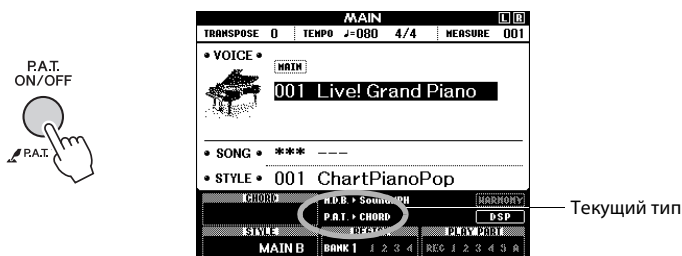 P.A.T.
ON/OFF
P.A.T.
MAIN L R
TRANSPOSE 0 TEMPO ♩=080 4/4 MEASURE 001
• VOICE •
MAIN
001 Live! Grand Piano
• SONG • *** ---
• STYLE • 001 ChartPianoPop
CHORD M.D.B. ▸ HARMONY
P.A.T. ▸ CHORD DSP
Текущий тип
STYLE PLAY PART
MAIN B BANK 1 1 2 3 4 REC 1 2 3 4 5 A